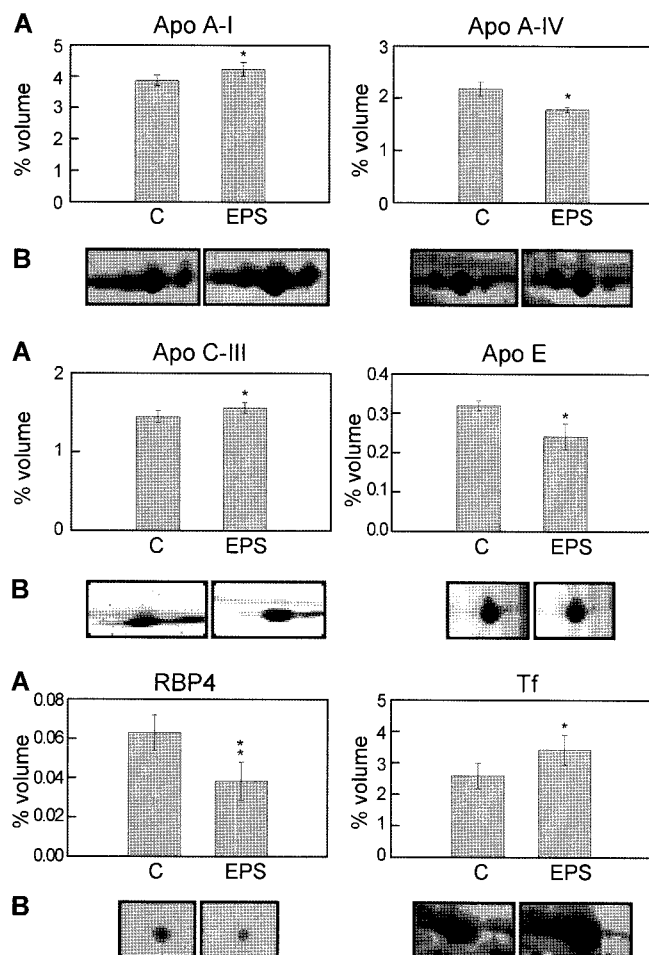 A
Apo A-I
Apo A-IV
% volume
5
4
3
2
1
0
*
C
EPS
% volume
3
2
1
0
*
C
EPS
B
A
Apo C-III
Apo E
% volume
2
1
0
*
C
EPS
% volume
0.4
0.3
0.2
0.0
*
C
EPS
B
A
RBP4
Tf
% volume
0.08
0.06
0.04
0.02
0.00
*
*
C
EPS
% volume
5
4
3
2
1
0
*
C
EPS
B